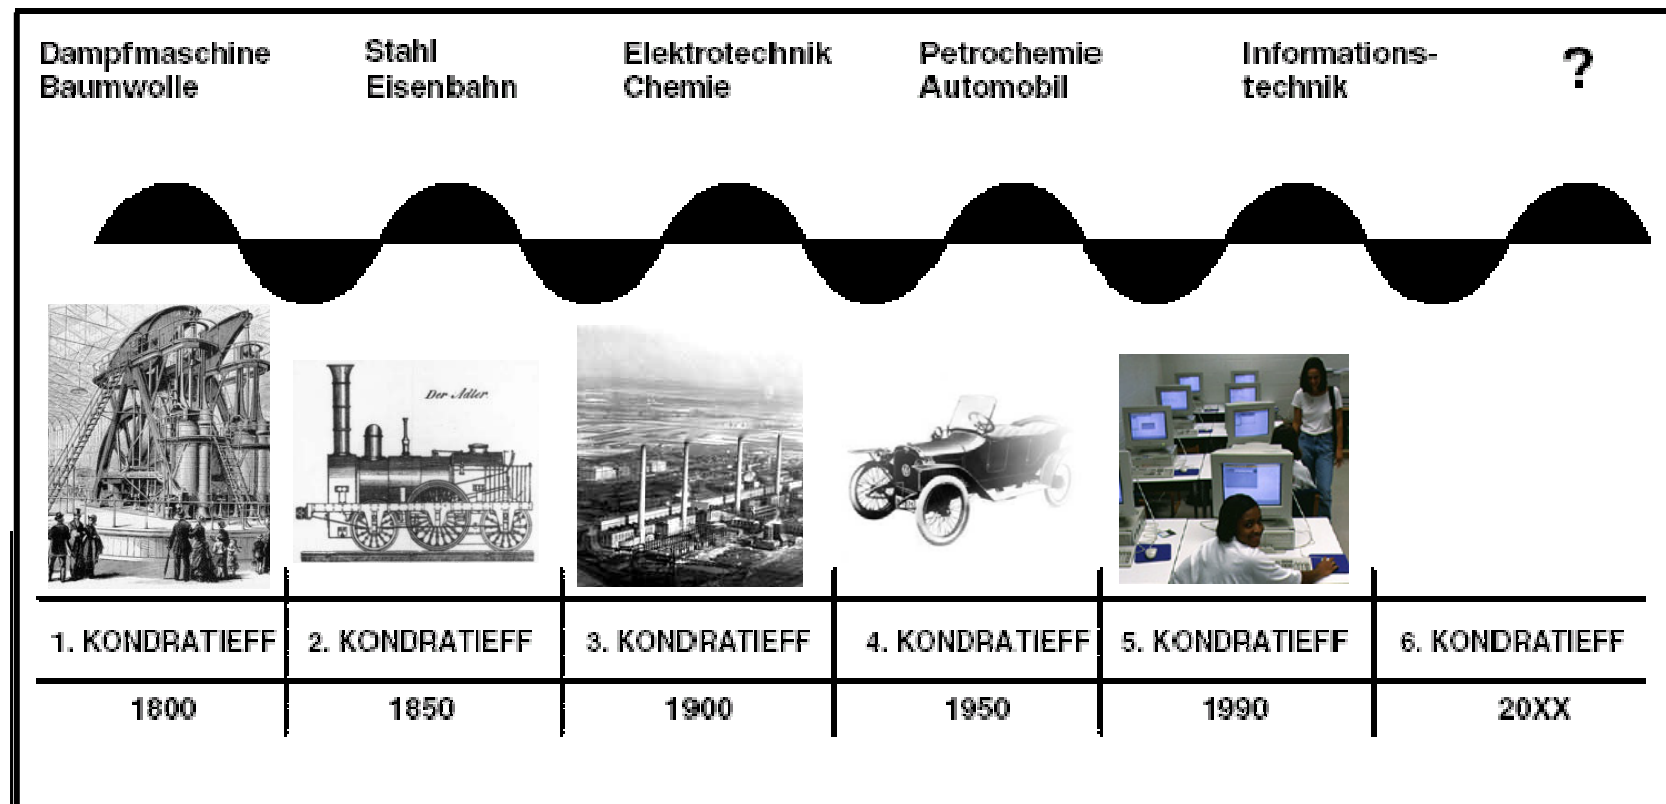 Dampfmaschine
Baumwolle
Stahl
Eisenbahn
Elektrotechnik
Chemie
Petrochemie
Automobil
Informations-
technik
?
Der Adler.
1. KONDRATIEFF
2. KONDRATIEFF
3. KONDRATIEFF
4. KONDRATIEFF
5. KONDRATIEFF
6. KONDRATIEFF
1800
1850
1900
1950
1990
20XX